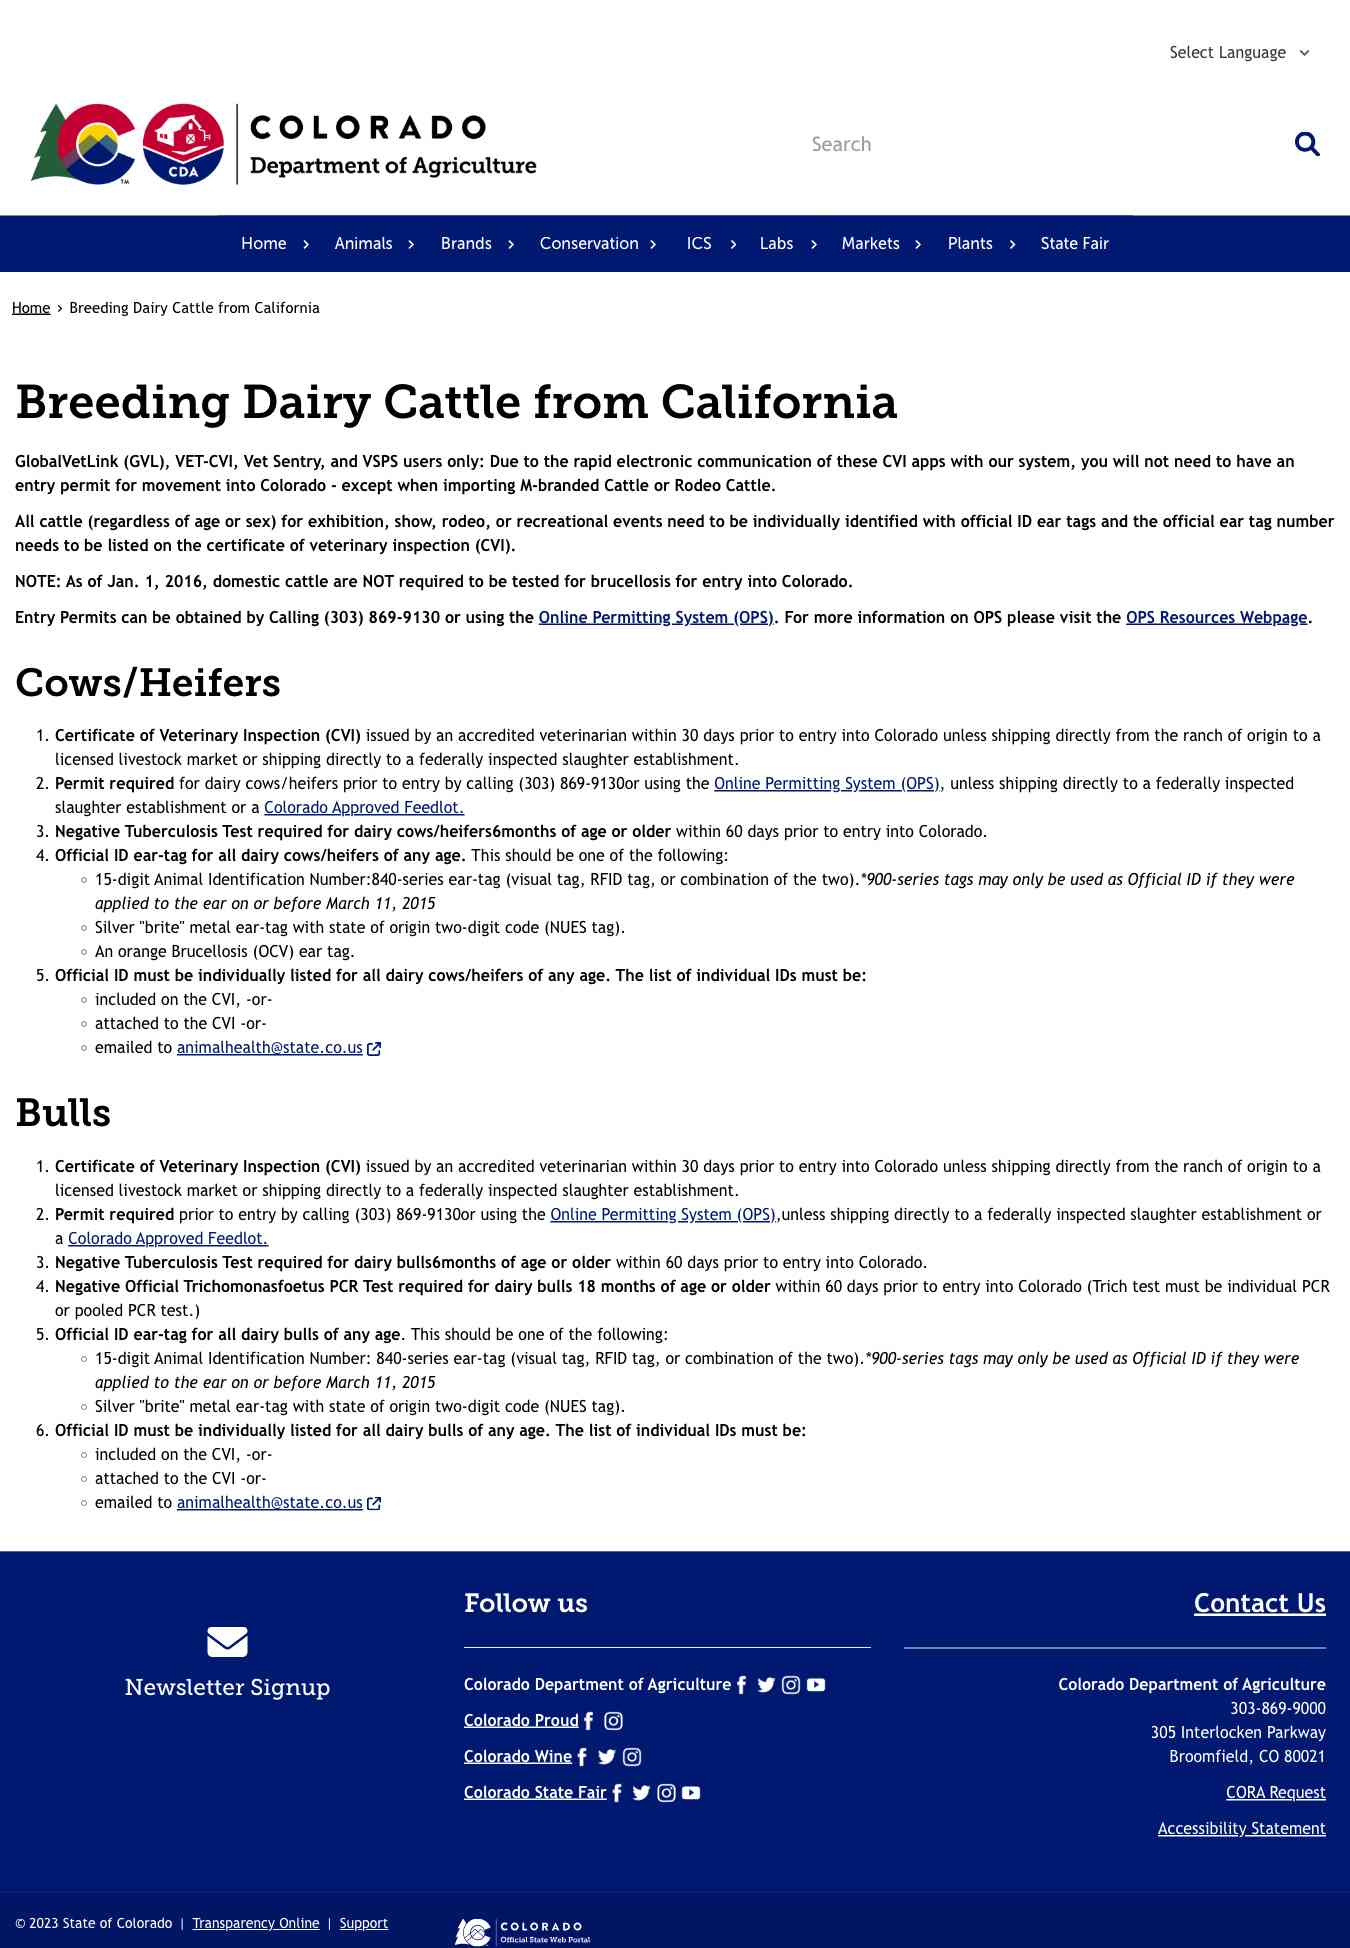 Select Language
COLORADO
Department of Agriculture
CDA
TM
Search
Home
Animals
Brands
Conservation
ICS
Labs
Markets
Plants
State Fair
Home › Breeding Dairy Cattle from California
Breeding Dairy Cattle from California
GlobalVetLink (GVL), VET-CVI, Vet Sentry, and VSPS users only: Due to the rapid electronic communication of these CVI apps with our system, you will not need to have an
entry permit for movement into Colorado - except when importing M-branded Cattle or Rodeo Cattle.
All cattle (regardless of age or sex) for exhibition, show, rodeo, or recreational events need to be individually identified with official ID ear tags and the official ear tag number
needs to be listed on the certificate of veterinary inspection (CVI).
NOTE: As of Jan. 1, 2016, domestic cattle are NOT required to be tested for brucellosis for entry into Colorado.
Entry Permits can be obtained by Calling (303) 869-9130 or using the Online Permitting System (OPS). For more information on OPS please visit the OPS Resources Webpage.
Cows/Heifers
1. Certificate of Veterinary Inspection (CVI) issued by an accredited veterinarian within 30 days prior to entry into Colorado unless shipping directly from the ranch of origin to a
licensed livestock market or shipping directly to a federally inspected slaughter establishment.
2. Permit required for dairy cows/heifers prior to entry by calling (303) 869-9130or using the Online Permitting System (OPS), unless shipping directly to a federally inspected
slaughter establishment or a Colorado Approved Feedlot.
3. Negative Tuberculosis Test required for dairy cows/heifers6months of age or older within 60 days prior to entry into Colorado.
4. Official ID ear-tag for all dairy cows/heifers of any age. This should be one of the following:
15-digit Animal Identification Number:840-series ear-tag (visual tag, RFID tag, or combination of the two).*900-series tags may only be used as Official ID if they were
applied to the ear on or before March 11, 2015
Silver "brite" metal ear-tag with state of origin two-digit code (NUES tag).
An orange Brucellosis (OCV) ear tag.
5. Official ID must be individually listed for all dairy cows/heifers of any age. The list of individual IDs must be:
included on the CVI, -or-
attached to the CVI -or-
emailed to animalhealth@state.co.us
Bulls
1. Certificate of Veterinary Inspection (CVI) issued by an accredited veterinarian within 30 days prior to entry into Colorado unless shipping directly from the ranch of origin to a
licensed livestock market or shipping directly to a federally inspected slaughter establishment.
2. Permit required prior to entry by calling (303) 869-9130or using the Online Permitting System (OPS),unless shipping directly to a federally inspected slaughter establishment or
a Colorado Approved Feedlot.
3. Negative Tuberculosis Test required for dairy bulls6months of age or older within 60 days prior to entry into Colorado.
4. Negative Official Trichomonasfoetus PCR Test required for dairy bulls 18 months of age or older within 60 days prior to entry into Colorado (Trich test must be individual PCR
or pooled PCR test.)
5. Official ID ear-tag for all dairy bulls of any age. This should be one of the following:
15-digit Animal Identification Number: 840-series ear-tag (visual tag, RFID tag, or combination of the two).*900-series tags may only be used as Official ID if they were
applied to the ear on or before March 11, 2015
Silver "brite" metal ear-tag with state of origin two-digit code (NUES tag).
6. Official ID must be individually listed for all dairy bulls of any age. The list of individual IDs must be:
included on the CVI, -or-
attached to the CVI -or-
emailed to animalhealth@state.co.us
Newsletter Signup
Follow us
Colorado Department of Agriculture
Colorado Proud
Colorado Wine
Colorado State Fair
Contact Us
Colorado Department of Agriculture
303-869-9000
305 Interlocken Parkway
Broomfield, CO 80021
CORA Request
Accessibility Statement
© 2023 State of Colorado | Transparency Online | Support
COLORADO
Official State Web Portal